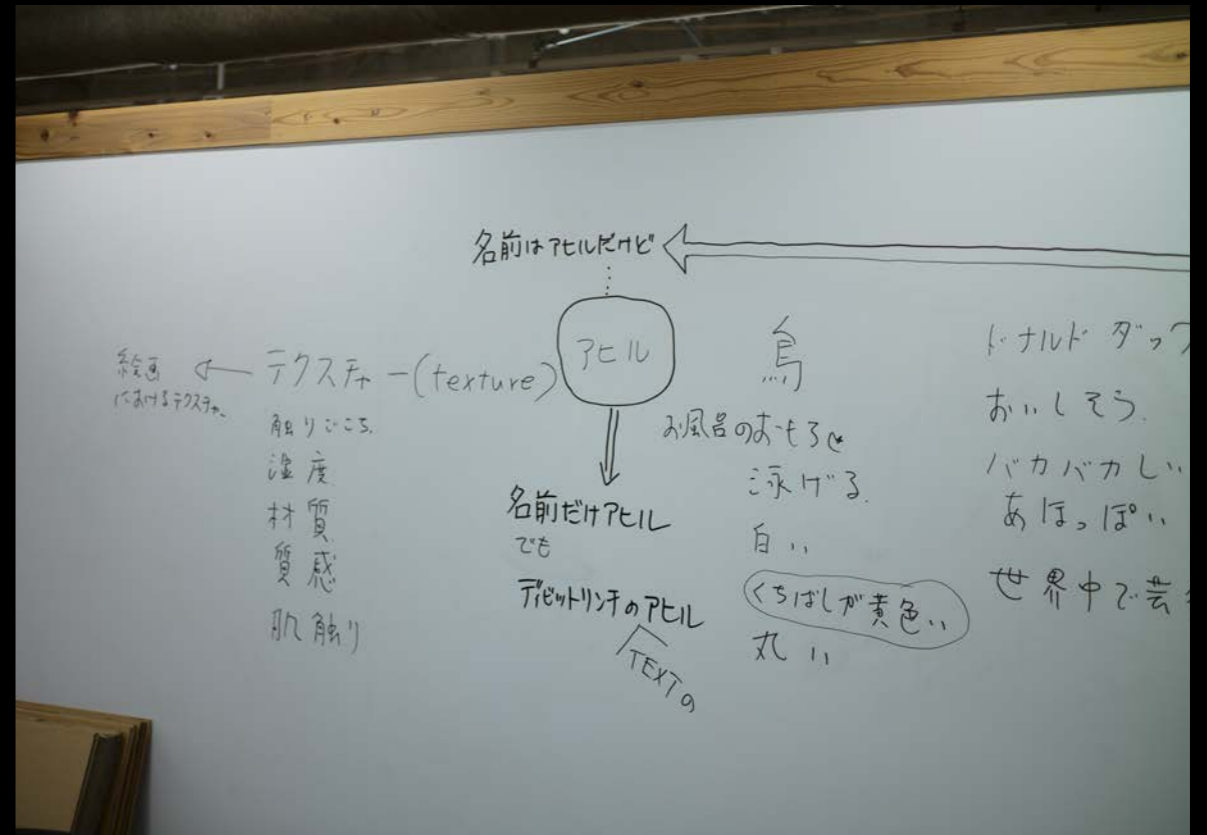 名前はアヒルだけど
アヒル
テクスチャー(texture)
絵画
におけるテクスチャ
触りごこち
湿度
材質
質感
肌触り
名前だけアヒル
でも
デイビットリンチのアヒル
TEXTの
鳥
お風呂のおもちゃ
泳げる
白い
くちばしが黄色い
丸い
ドナルドダック
おいしそう
バカバカしい
あほっぽい
世界中で芸